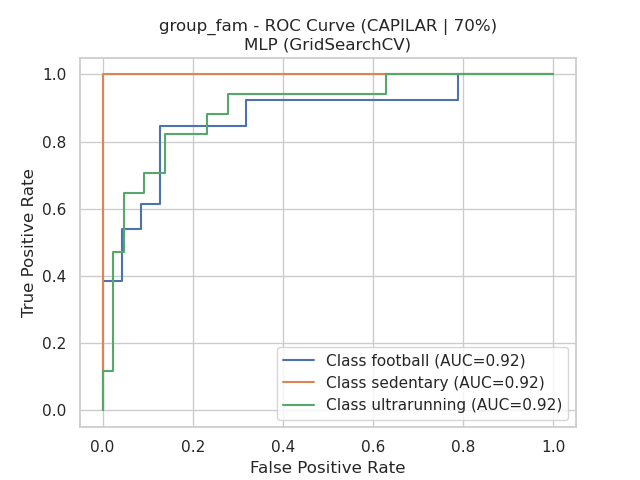 group_fam - ROC Curve (CAPILAR | 70%)
MLP (GridSearchCV)
True Positive Rate
1.0
0.8
0.6
0.4
0.2
0.0
Class football (AUC=0.92)
Class sedentary (AUC=0.92)
Class ultrarunning (AUC=0.92)
0.0 0.2 0.4 0.6 0.8 1.0
False Positive Rate